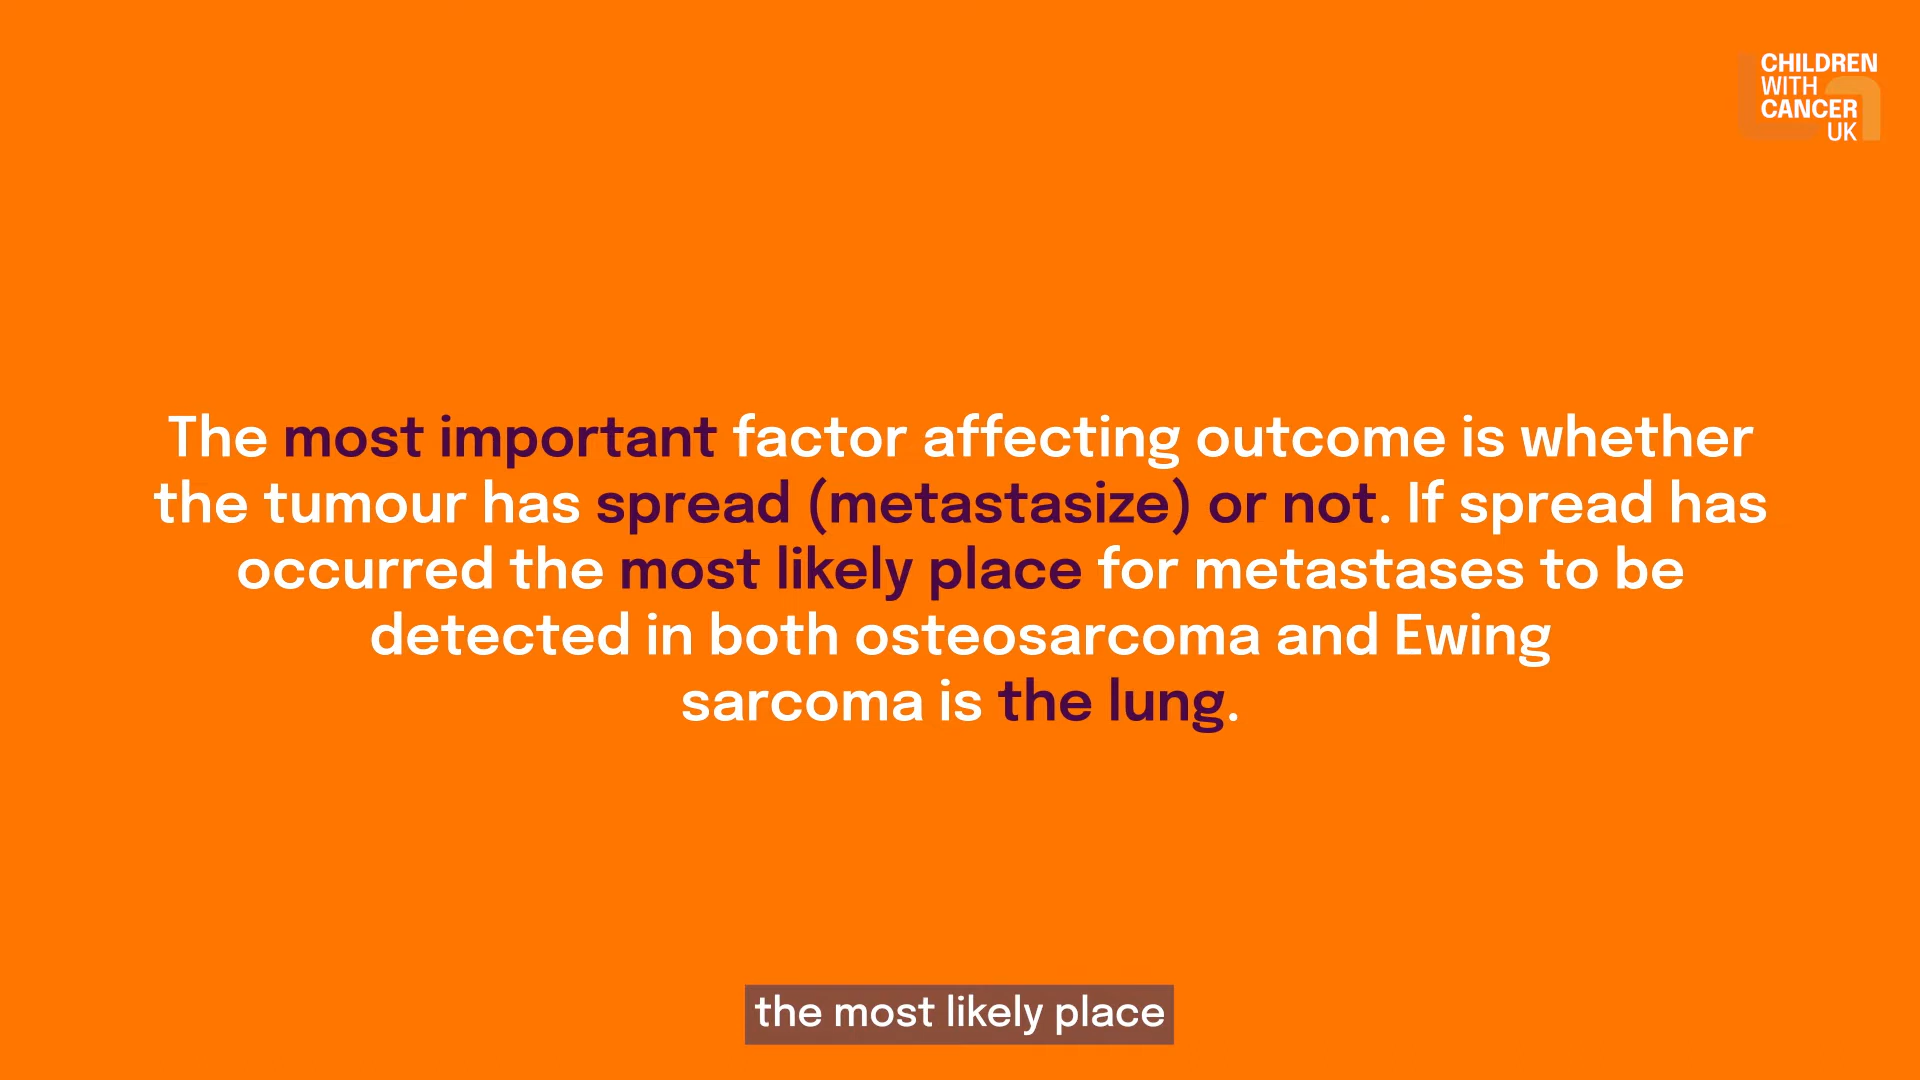 CHILDREN
WITH
CANCER
UK
The most important factor affecting outcome is whether
the tumour has spread (metastasize) or not. If spread has
occurred the most likely place for metastases to be
detected in both osteosarcoma and Ewing
sarcoma is the lung.
the most likely place